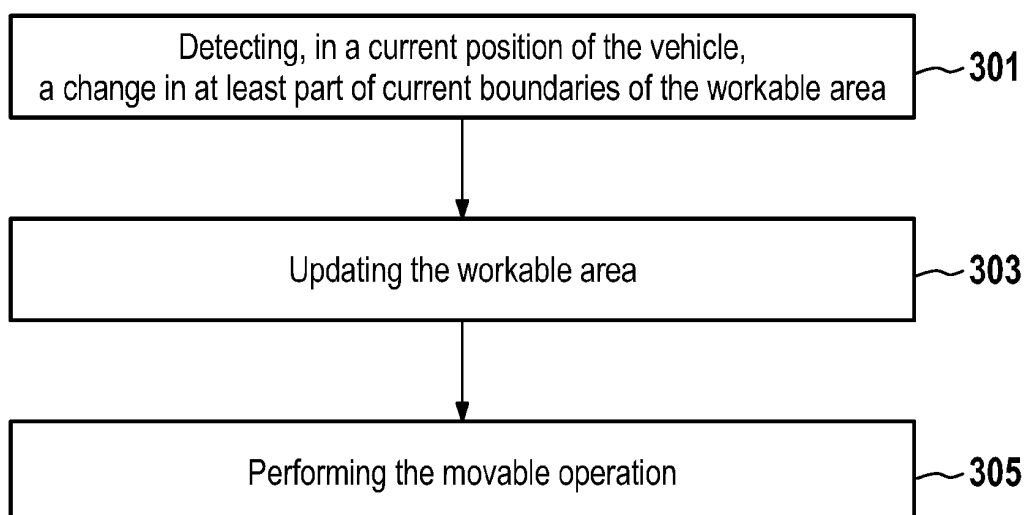 Detecting, in a current position of the vehicle,
a change in at least part of current boundaries of the workable area
301
Updating the workable area
303
Performing the movable operation
305